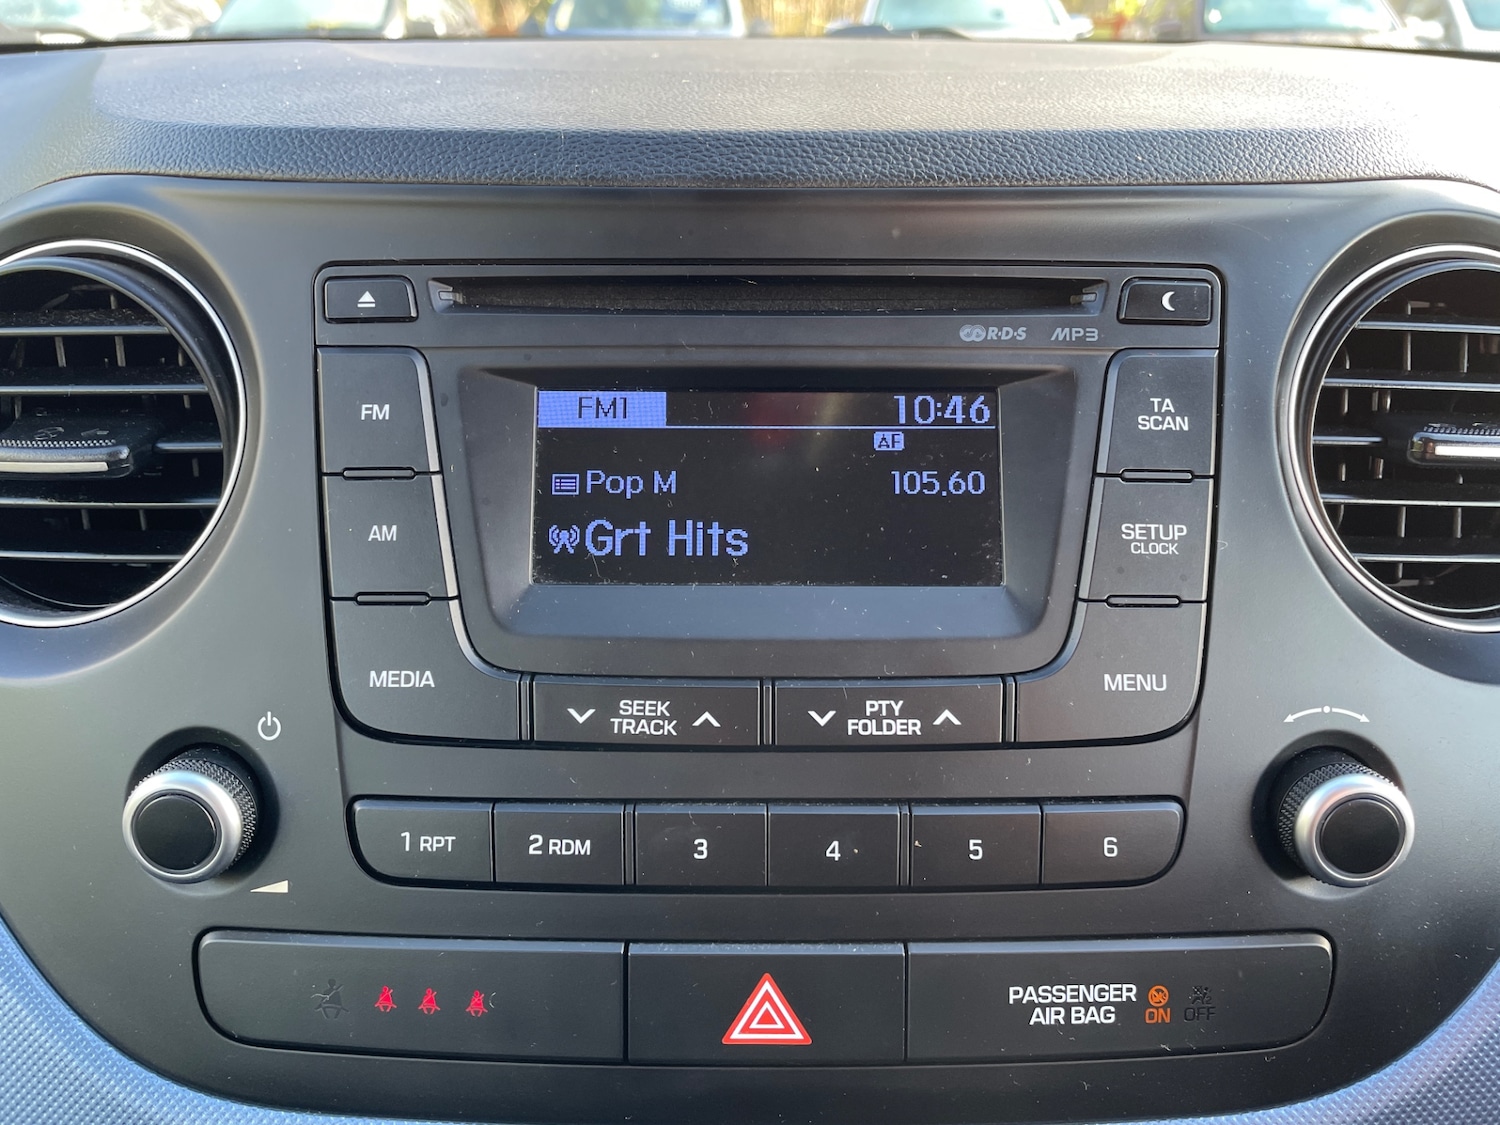 R·D·S MP3
FM1 10:46
AF
Pop M 105.60
Grt Hits
FM
AM
MEDIA
TA
SCAN
SETUP
CLOCK
MENU
SEEK
TRACK
PTY
FOLDER
1 RPT 2 RDM 3 4 5 6
PASSENGER
AIR BAG ON OFF